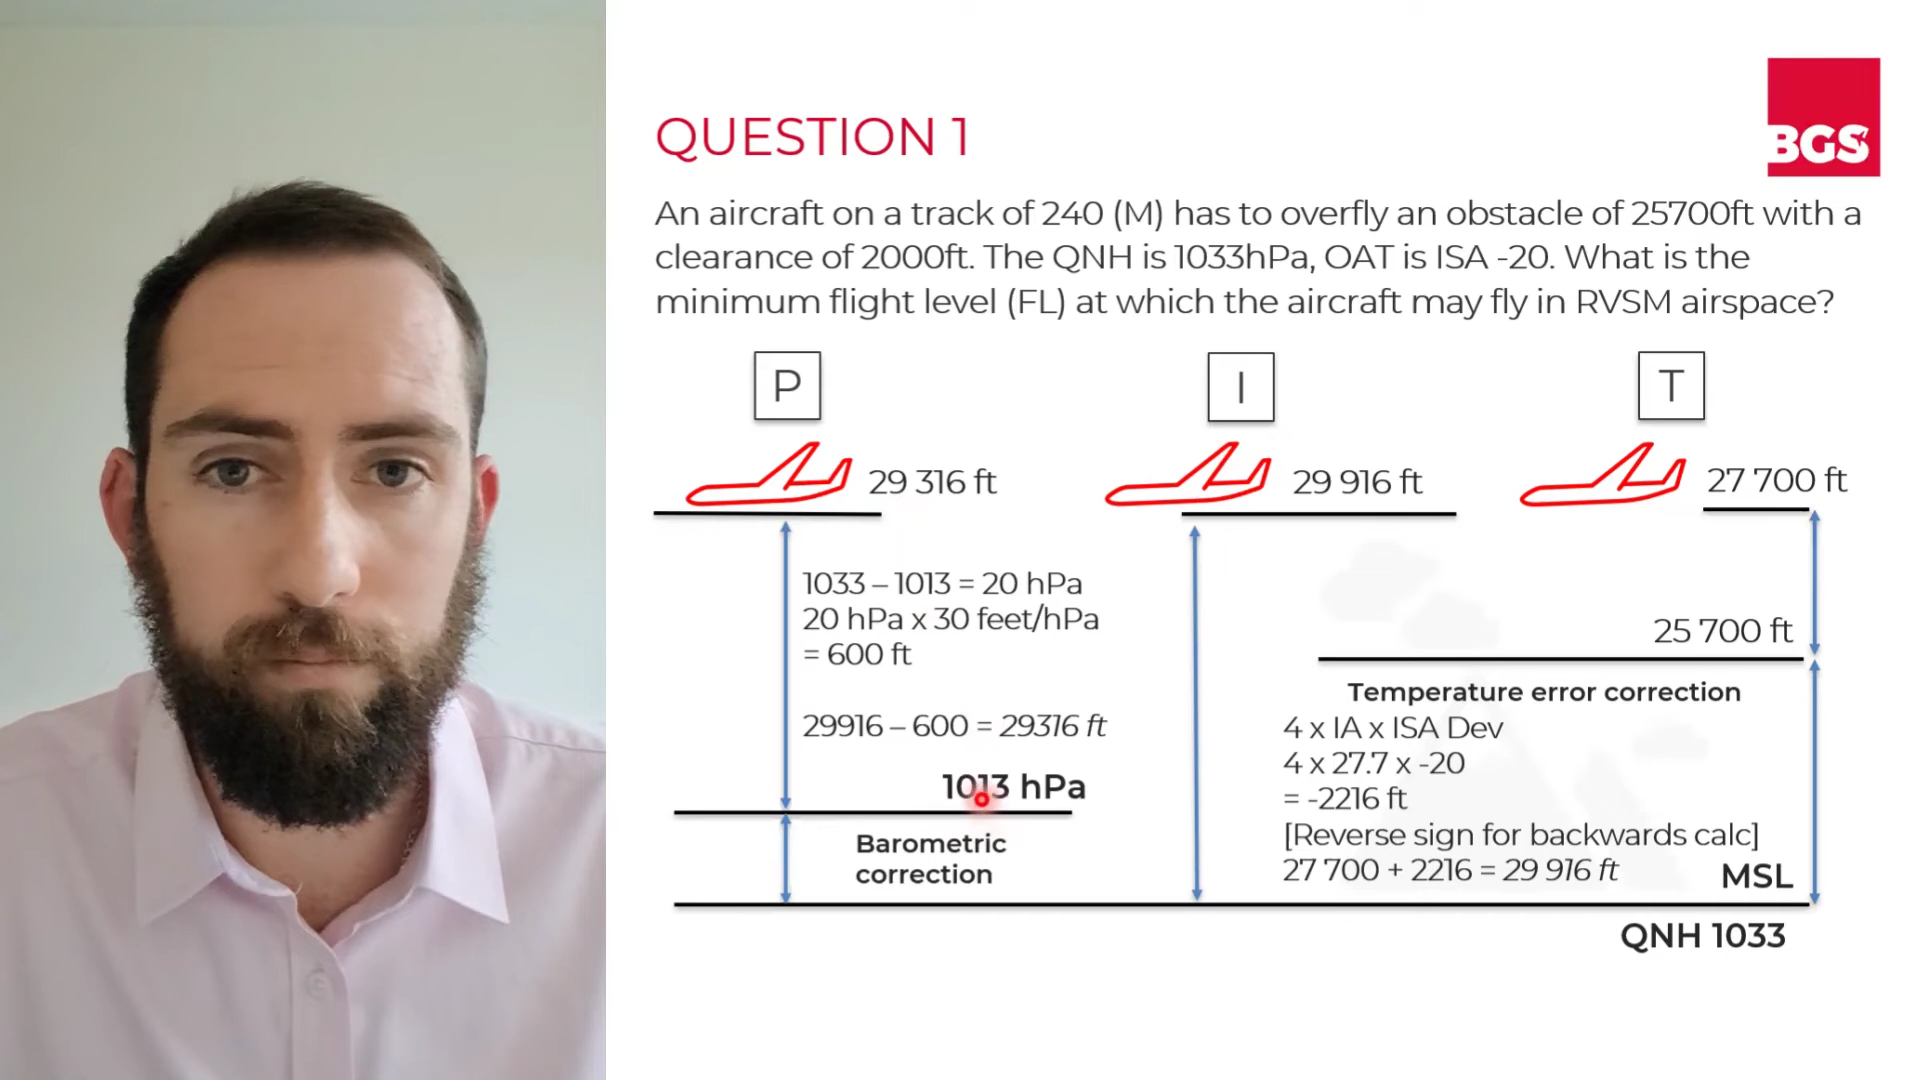 QUESTION 1
BGS
An aircraft on a track of 240 (M) has to overfly an obstacle of 25700ft with a
clearance of 2000ft. The QNH is 1033hPa, OAT is ISA -20. What is the
minimum flight level (FL) at which the aircraft may fly in RVSM airspace?
P
I
T
29 316 ft
29 916 ft
27 700 ft
1033 – 1013 = 20 hPa
20 hPa x 30 feet/hPa
= 600 ft
29916 – 600 = 29316 ft
1013 hPa
Barometric
correction
25 700 ft
Temperature error correction
4 x IA x ISA Dev
4 x 27.7 x -20
= -2216 ft
[Reverse sign for backwards calc]
27 700 + 2216 = 29 916 ft
MSL
QNH 1033